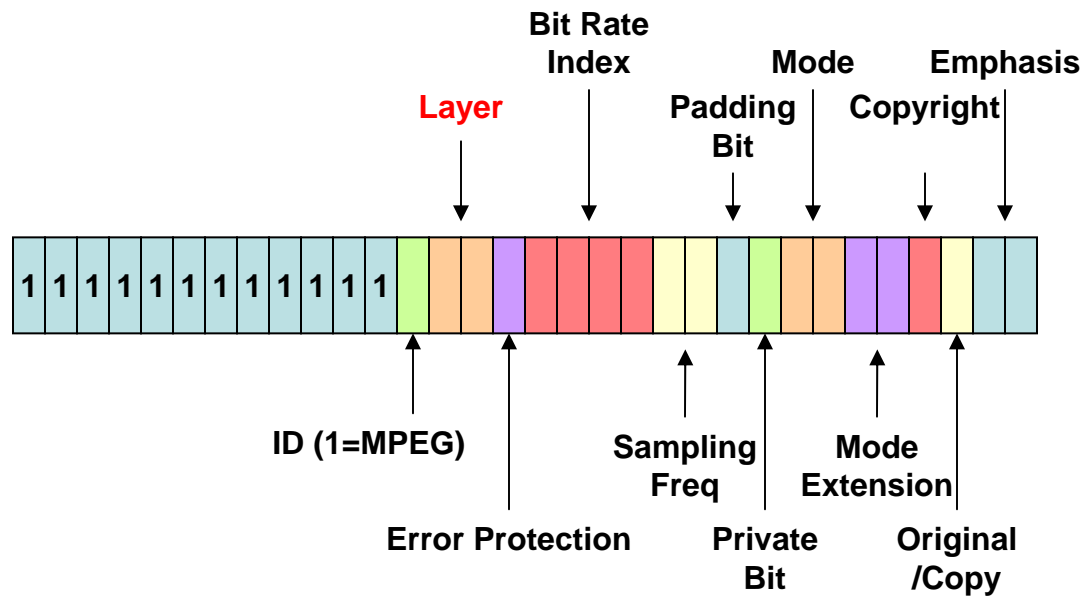 Bit Rate
Index
Mode
Emphasis
Layer
Padding
Bit
Copyright
1 1 1 1 1 1 1 1 1 1 1 1
ID (1=MPEG)
Sampling
Freq
Mode
Extension
Error Protection
Private
Bit
Original
/Copy